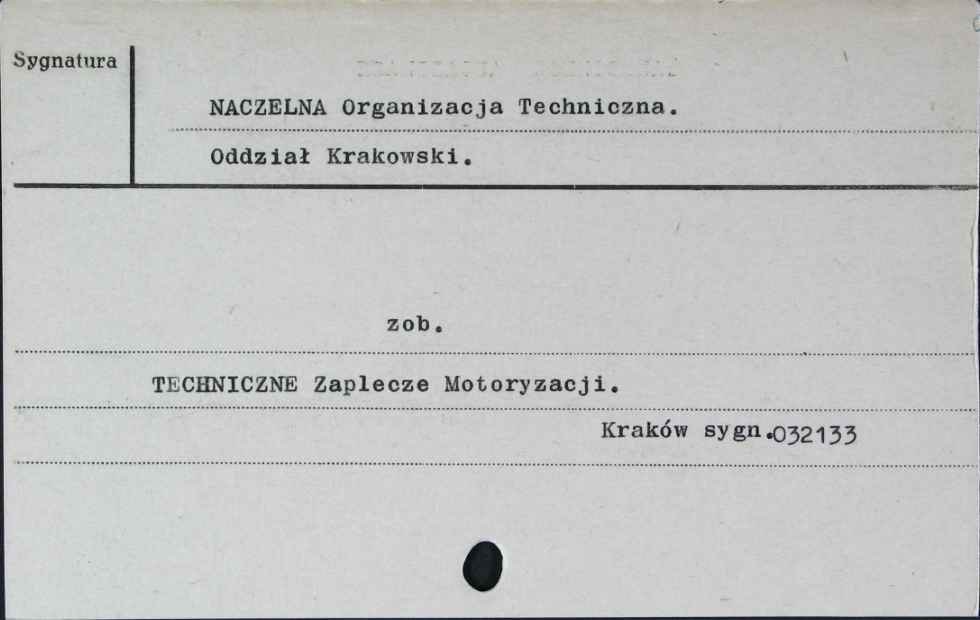 Sygnatura
NACZELNA Organizacja Techniczna.
Oddział Krakowski.
zob.
TECHNICZNE Zaplecze Motoryzacji.
Kraków sygn.032133